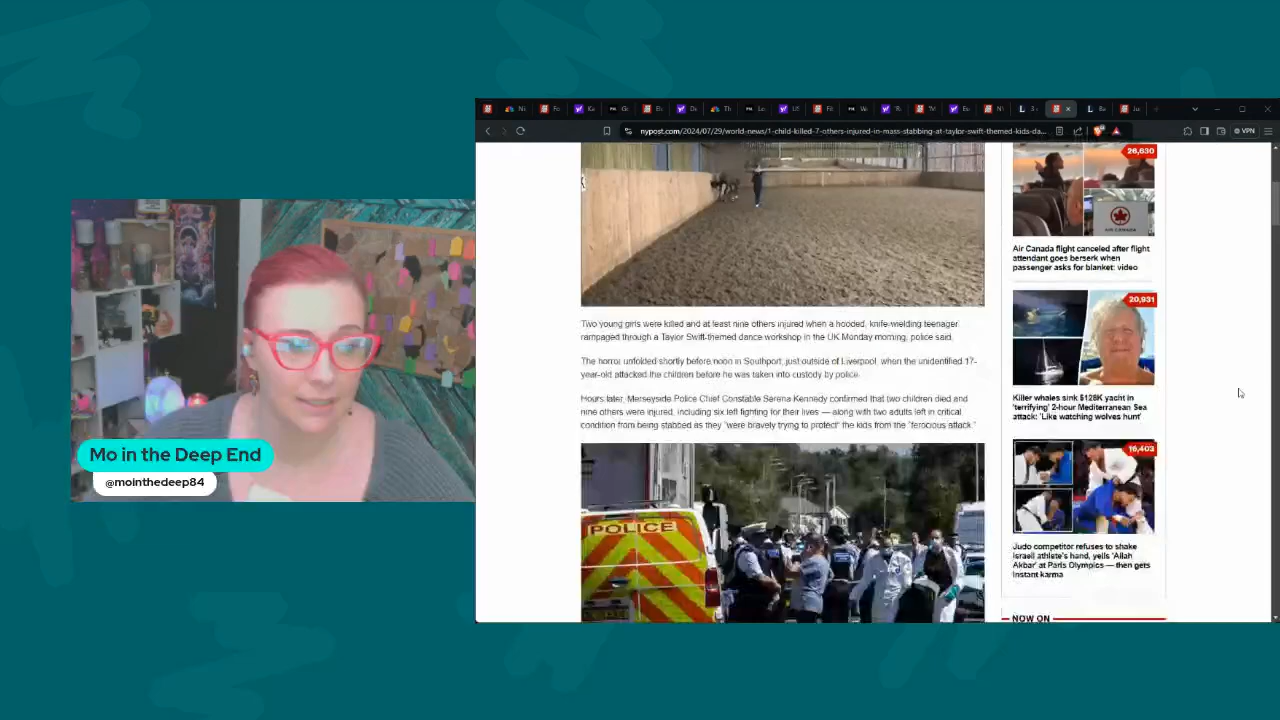 nypost.com/2024/07/29/world-news/1-child-killed-7-others-injured-in-mass-stabbing-at-taylor-swift-themed-kids-da...
VPN
Two young girls were killed and at least nine others injured when a hooded, knife-wielding teenager
rampaged through a Taylor Swift-themed dance workshop in the UK Monday morning, police said.
The horror unfolded shortly before noon in Southport, just outside of Liverpool, when the unidentified 17-
year-old attacked the children before he was taken into custody by police.
Hours later, Merseyside Police Chief Constable Serena Kennedy confirmed that two children died and
nine others were injured, including six left fighting for their lives — along with two adults left in critical
condition from being stabbed as they "were bravely trying to protect" the kids from the "ferocious attack."
POLICE
26,630
AIR CANADA
Air Canada flight canceled after flight
attendant goes berserk when
passenger asks for blanket: video
20,931
Killer whales sink $128K yacht in
'terrifying' 2-hour Mediterranean Sea
attack: 'Like watching wolves hunt'
16,403
Judo competitor refuses to shake
Israeli athlete's hand, yells 'Allah
Akbar' at Paris Olympics — then gets
instant karma
NOW ON
Mo in the Deep End
@mointhedeep84